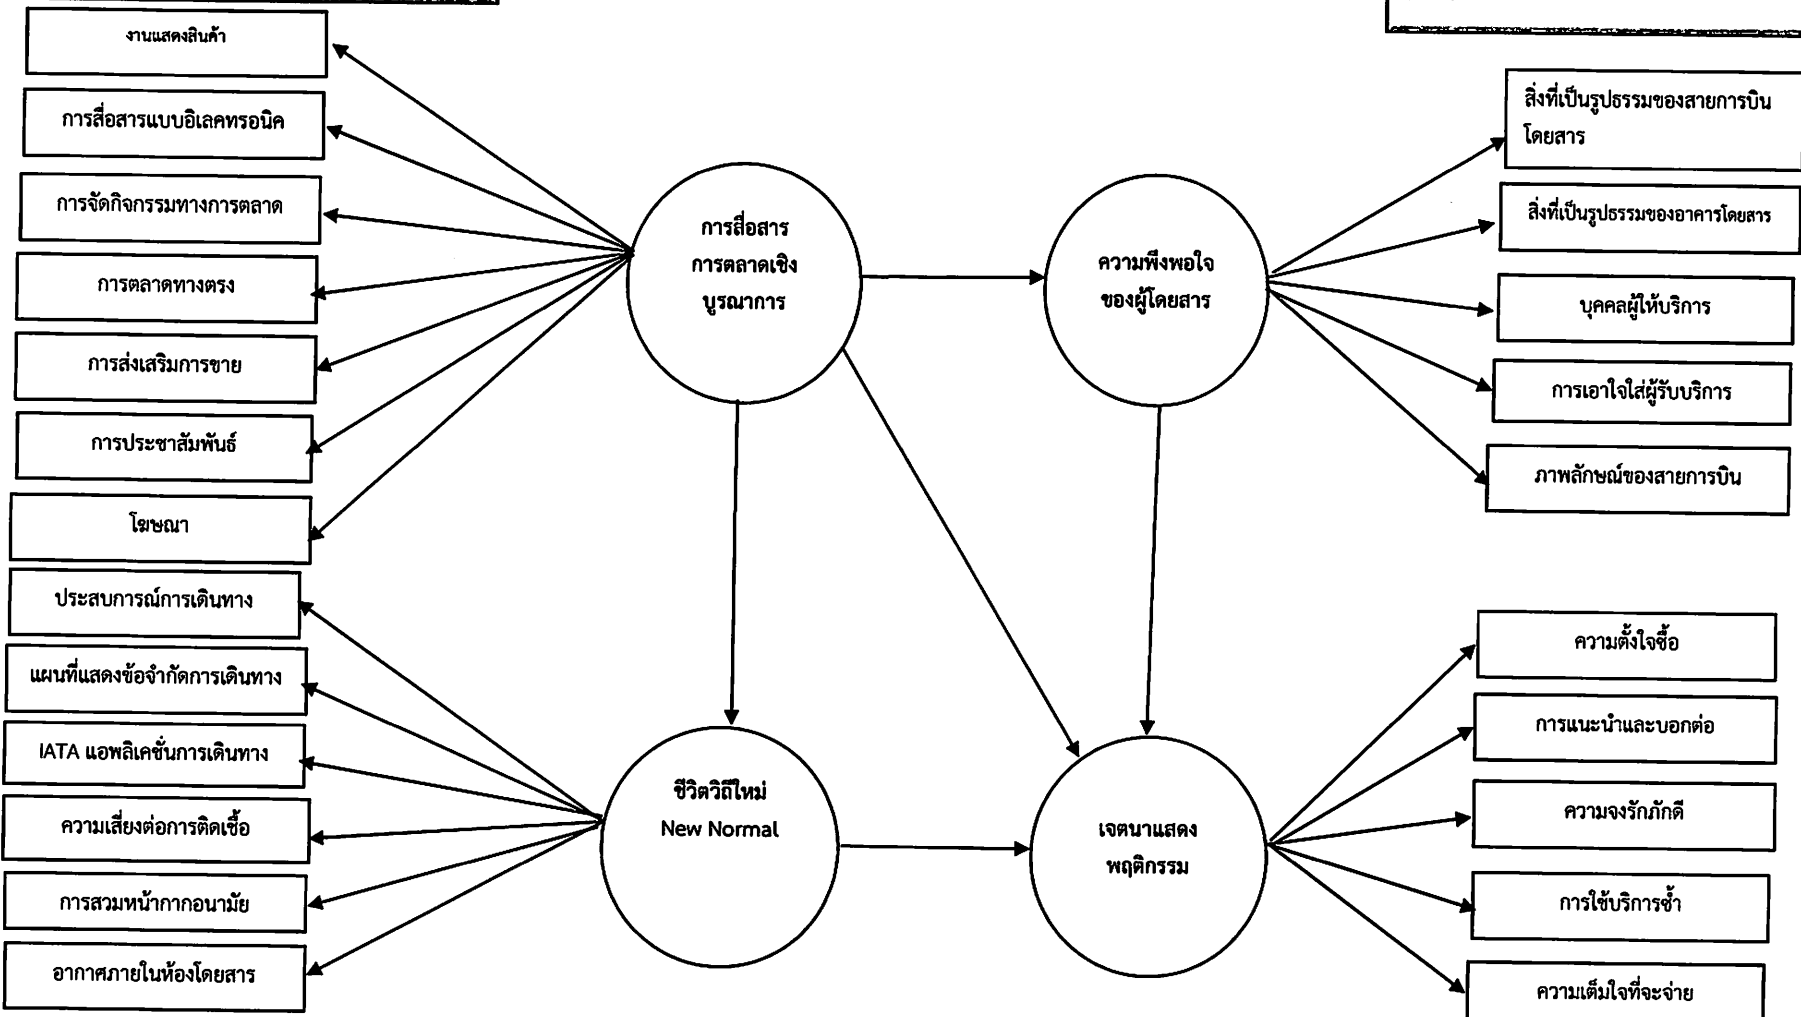 งานแสดงสินค้า
การสื่อสารแบบอิเลคทรอนิค
การจัดกิจกรรมทางการตลาด
การตลาดทางตรง
การส่งเสริมการขาย
การประชาสัมพันธ์
โฆษณา
ประสบการณ์การเดินทาง
แผนที่แสดงข้อจำกัดการเดินทาง
IATA แอพลิเคชั่นการเดินทาง
ความเสี่ยงต่อการติดเชื้อ
การสวมหน้ากากอนามัย
อากาศภายในห้องโดยสาร
การสื่อสาร
การตลาดเชิง
บูรณาการ
ชีวิตวิถีใหม่
New Normal
ความพึงพอใจ
ของผู้โดยสาร
เจตนาแสดง
พฤติกรรม
สิ่งที่เป็นรูปธรรมของสายการบิน
โดยสาร
สิ่งที่เป็นรูปธรรมของอาคารโดยสาร
บุคคลผู้ให้บริการ
การเอาใจใส่ผู้รับบริการ
ภาพลักษณ์ของสายการบิน
ความตั้งใจซื้อ
การแนะนำและบอกต่อ
ความจงรักภักดี
การใช้บริการซ้ำ
ความเต็มใจที่จะจ่าย